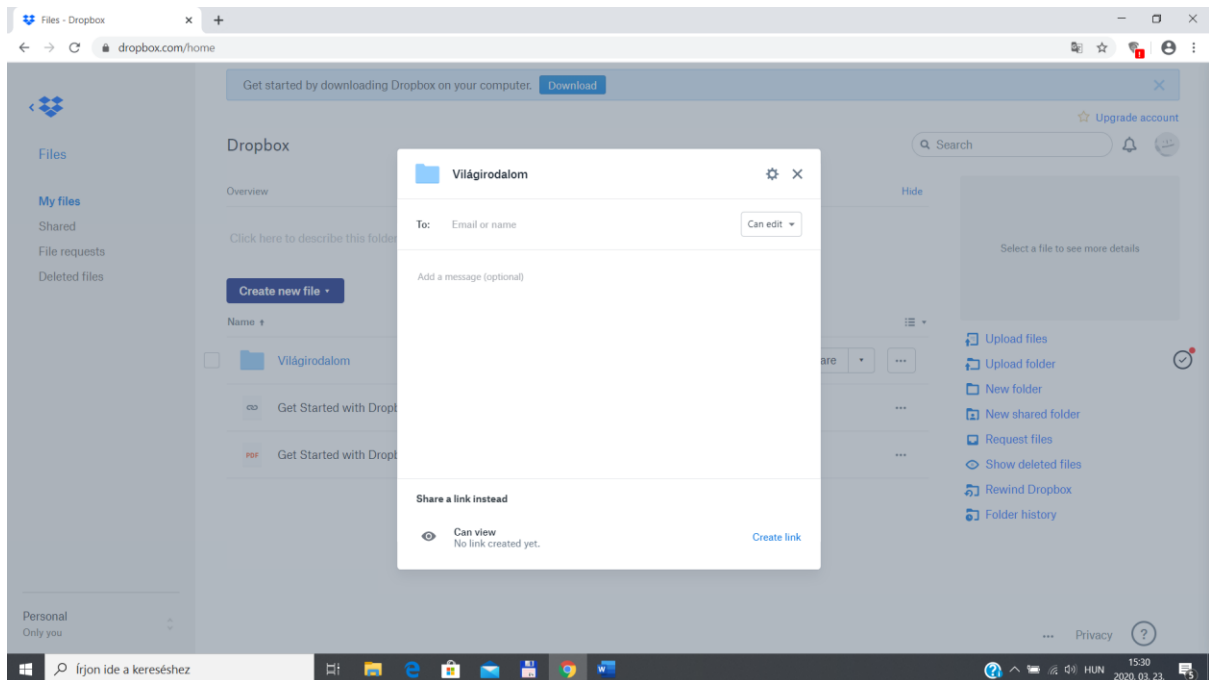 Files - Dropbox
dropbox.com/home
Get started by downloading Dropbox on your computer. Download
Upgrade account
Files
Dropbox
Search
My files
Shared
File requests
Deleted files
Overview
Hide
Click here to describe this folder
Create new file
Name
Világirodalom
Get Started with
PDF
Get Started with
Világirodalom
To: Email or name Can edit
Add a message (optional)
Share a link instead
Can view
No link created yet.
Create link
Select a file to see more details
Upload files
Upload folder
New folder
New shared folder
Request files
Show deleted files
Rewind Dropbox
Folder history
Personal
Only you
Privacy
?
Írjon ide a kereséshez
HUN
15:30
2020. 03. 23.
5